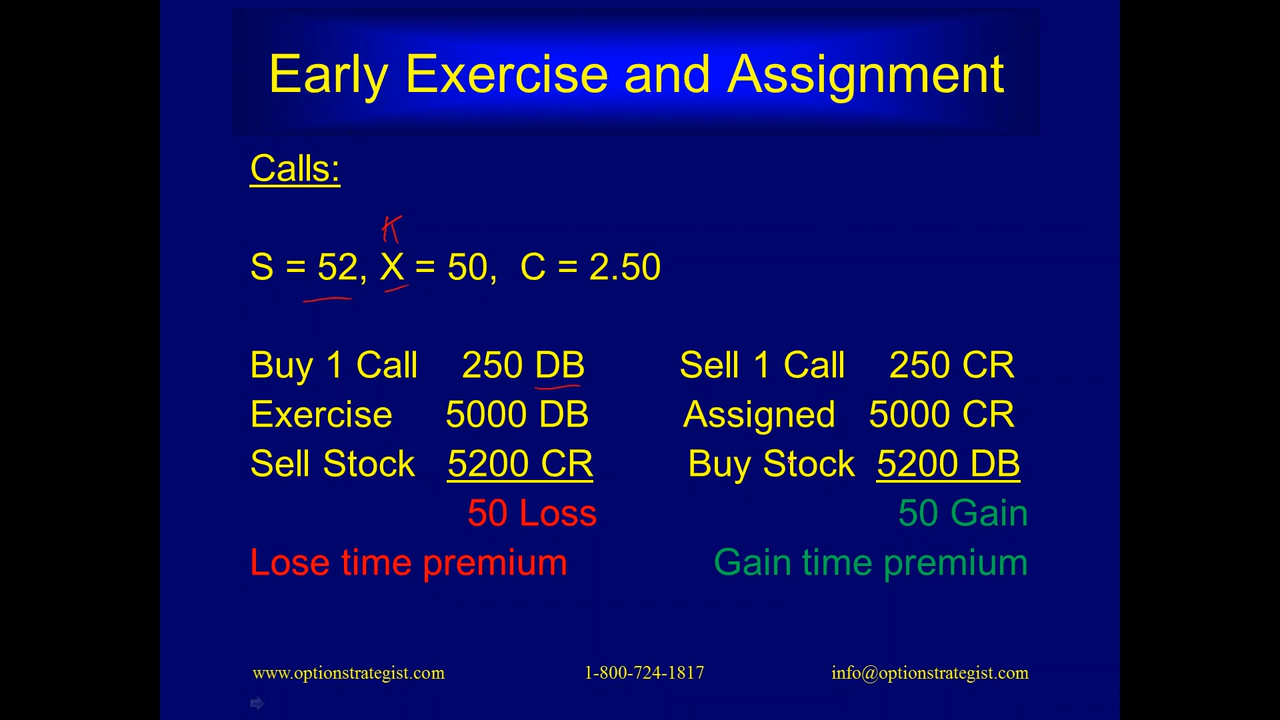 Early Exercise and Assignment
Calls:
K
S = 52, X = 50, C = 2.50
Buy 1 Call 250 DB
Exercise 5000 DB
Sell Stock 5200 CR
50 Loss
Lose time premium
Sell 1 Call 250 CR
Assigned 5000 CR
Buy Stock 5200 DB
50 Gain
Gain time premium
www.optionstrategist.com 1-800-724-1817 info@optionstrategist.com